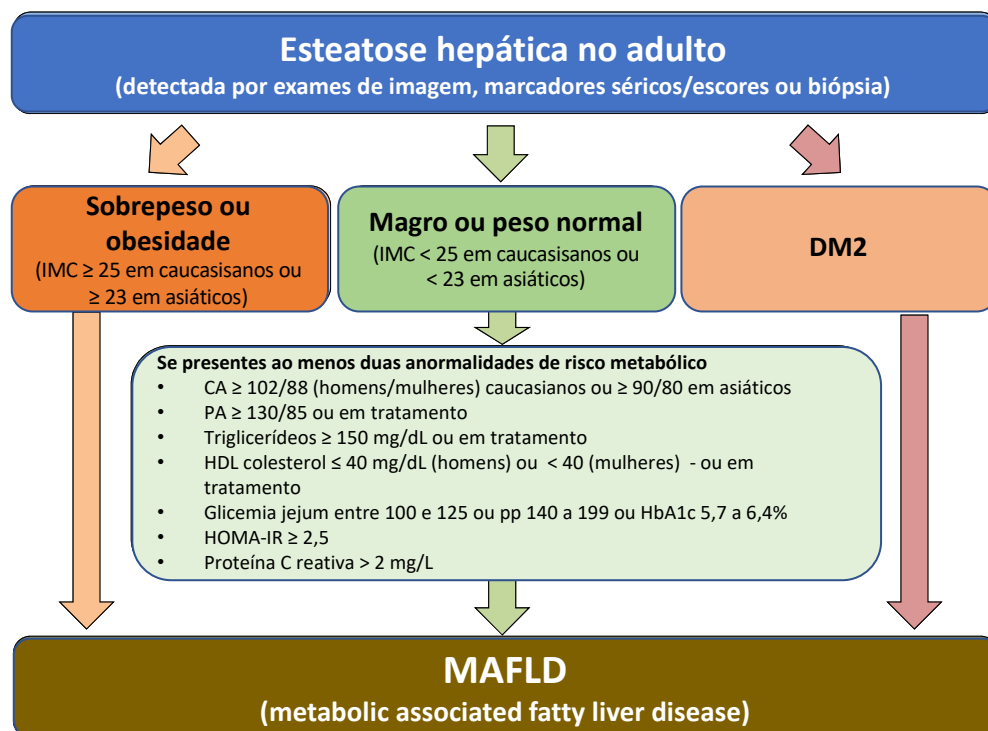 Esteatose hepática no adulto
(detectada por exames de imagem, marcadores séricos/escores ou biópsia)
Sobrepeso ou
obesidade
(IMC ≥ 25 em caucasisanos ou
≥ 23 em asiáticos)
Magro ou peso normal
(IMC < 25 em caucasisanos ou
< 23 em asiáticos)
DM2
Se presentes ao menos duas anormalidades de risco metabólico
• CA ≥ 102/88 (homens/mulheres) caucasianos ou ≥ 90/80 em asiáticos
• PA ≥ 130/85 ou em tratamento
• Triglicerídeos ≥ 150 mg/dL ou em tratamento
• HDL colesterol ≤ 40 mg/dL (homens) ou < 40 (mulheres) - ou em
tratamento
• Glicemia jejum entre 100 e 125 ou pp 140 a 199 ou HbA1c 5,7 a 6,4%
• HOMA-IR ≥ 2,5
• Proteína C reativa > 2 mg/L
MAFLD
(metabolic associated fatty liver disease)